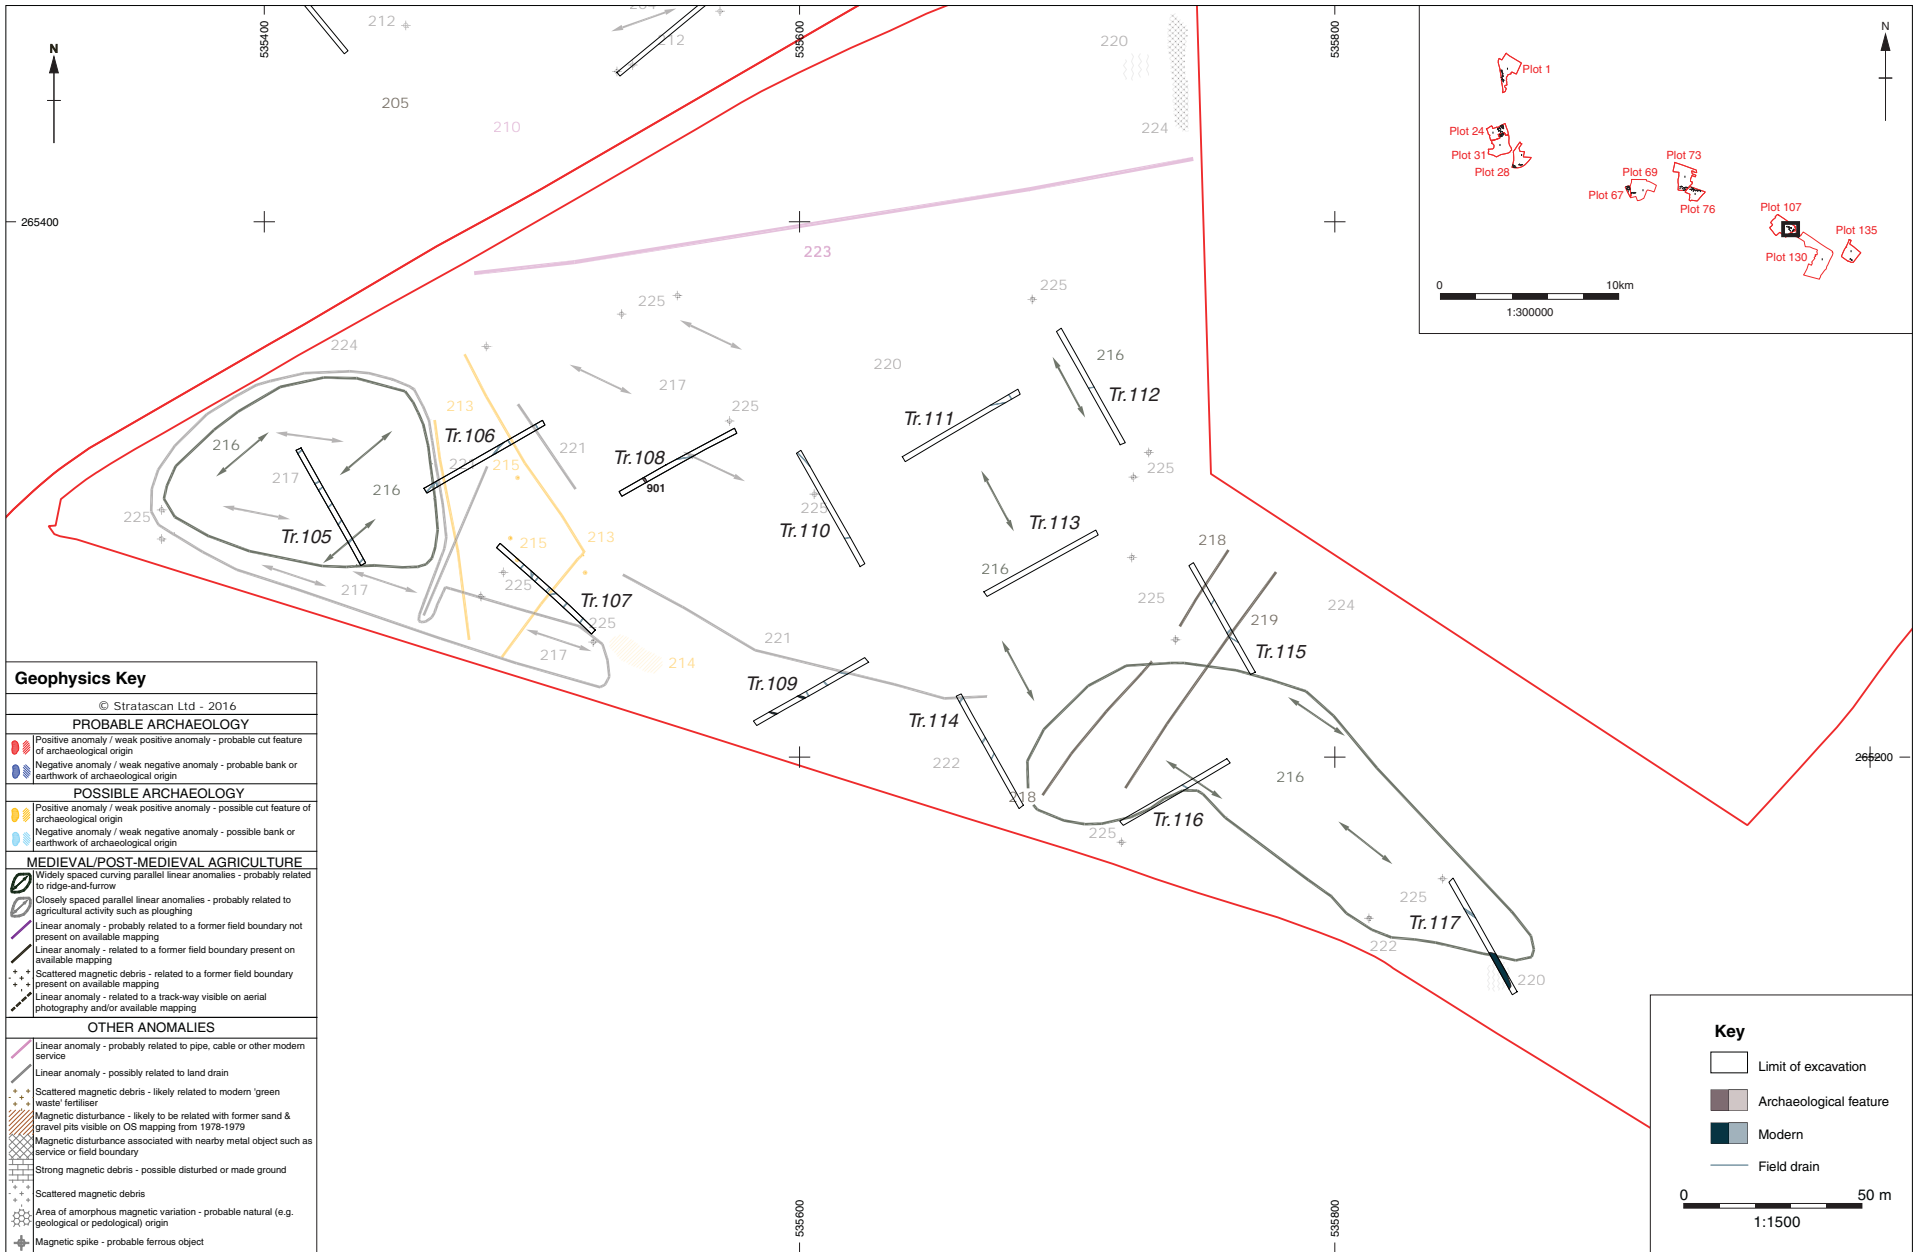 N
212
204
212
205
210
535400
535600
535800
220
224
265400
223
225
224
217
220
225
216
Tr.112
Tr.111
213
225
Tr.106
221
215
221
Tr.108
901
216
217
216
225
Tr.105
225
Tr.110
225
Tr.113
213
215
225
218
216
217
Tr.107
225
225
219
224
221
217
214
Tr.115
Tr.109
Tr.114
222
218
216
265200
225
Tr.116
225
Tr.117
222
220
535600
535800
N
Plot 1
Plot 24
Plot 31
Plot 28
Plot 73
Plot 69
Plot 67
Plot 76
Plot 107
Plot 135
Plot 130
0 10km
1:300000
Geophysics Key
© Stratascan Ltd - 2016
PROBABLE ARCHAEOLOGY
Positive anomaly / weak positive anomaly - probable cut feature
of archaeological origin
Negative anomaly / weak negative anomaly - probable bank or
earthwork of archaeological origin
POSSIBLE ARCHAEOLOGY
Positive anomaly / weak positive anomaly - possible cut feature of
archaeological origin
Negative anomaly / weak negative anomaly - possible bank or
earthwork of archaeological origin
MEDIEVAL/POST-MEDIEVAL AGRICULTURE
Widely spaced curving parallel linear anomalies - probably related
to ridge-and-furrow
Closely spaced parallel linear anomalies - probably related to
agricultural activity such as ploughing
Linear anomaly - probably related to a former field boundary not
present on available mapping
Linear anomaly - related to a former field boundary present on
available mapping
Scattered magnetic debris - related to a former field boundary
present on available mapping
Linear anomaly - related to a track-way visible on aerial
photography and/or available mapping
OTHER ANOMALIES
Linear anomaly - probably related to pipe, cable or other modern
service
Linear anomaly - possibly related to land drain
Scattered magnetic debris - likely related to modern 'green
waste' fertiliser
Magnetic disturbance - likely to be related with former sand &
gravel pits visible on OS mapping from 1978-1979
Magnetic disturbance associated with nearby metal object such as
service or field boundary
Strong magnetic debris - possible disturbed or made ground
Scattered magnetic debris
Area of amorphous magnetic variation - probable natural (e.g.
geological or pedological) origin
Magnetic spike - probable ferrous object
Key
Limit of excavation
Archaeological feature
Modern
Field drain
0 50 m
1:1500